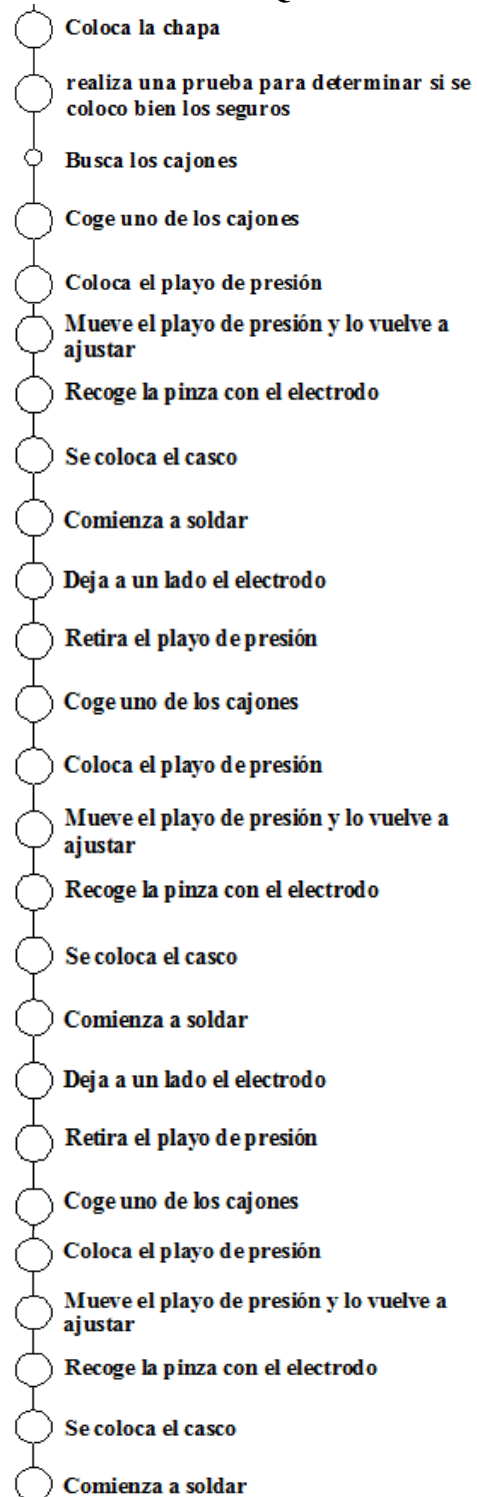 Coloca la chapa
realiza una prueba para determinar si se
coloco bien los seguros
Busca los cajones
Coge uno de los cajones
Coloca el playo de presión
Mueve el playo de presión y lo vuelve a
ajustar
Recoge la pinza con el electrodo
Se coloca el casco
Comienza a soldar
Deja a un lado el electrodo
Retira el playo de presión
Coge uno de los cajones
Coloca el playo de presión
Mueve el playo de presión y lo vuelve a
ajustar
Recoge la pinza con el electrodo
Se coloca el casco
Comienza a soldar
Deja a un lado el electrodo
Retira el playo de presión
Coge uno de los cajones
Coloca el playo de presión
Mueve el playo de presión y lo vuelve a
ajustar
Recoge la pinza con el electrodo
Se coloca el casco
Comienza a soldar